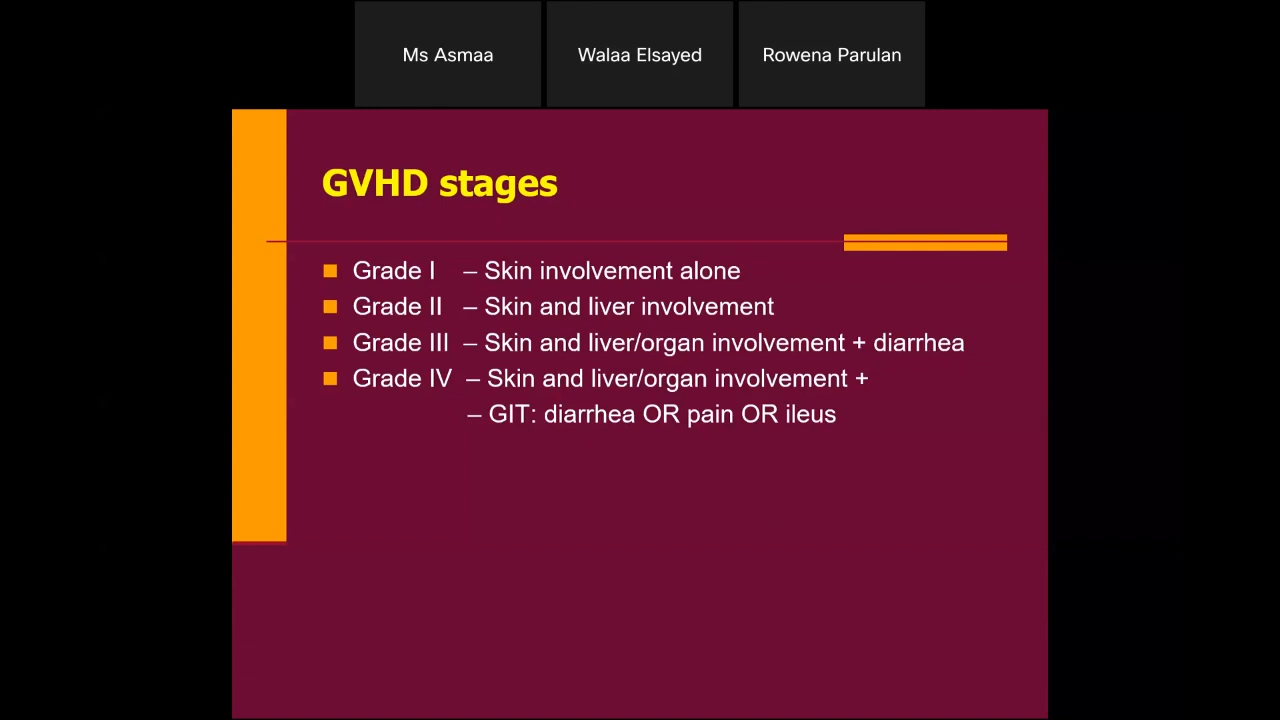 Ms Asmaa
Walaa Elsayed
Rowena Parulan
GVHD stages
Grade I – Skin involvement alone
Grade II – Skin and liver involvement
Grade III – Skin and liver/organ involvement + diarrhea
Grade IV – Skin and liver/organ involvement +
– GIT: diarrhea OR pain OR ileus